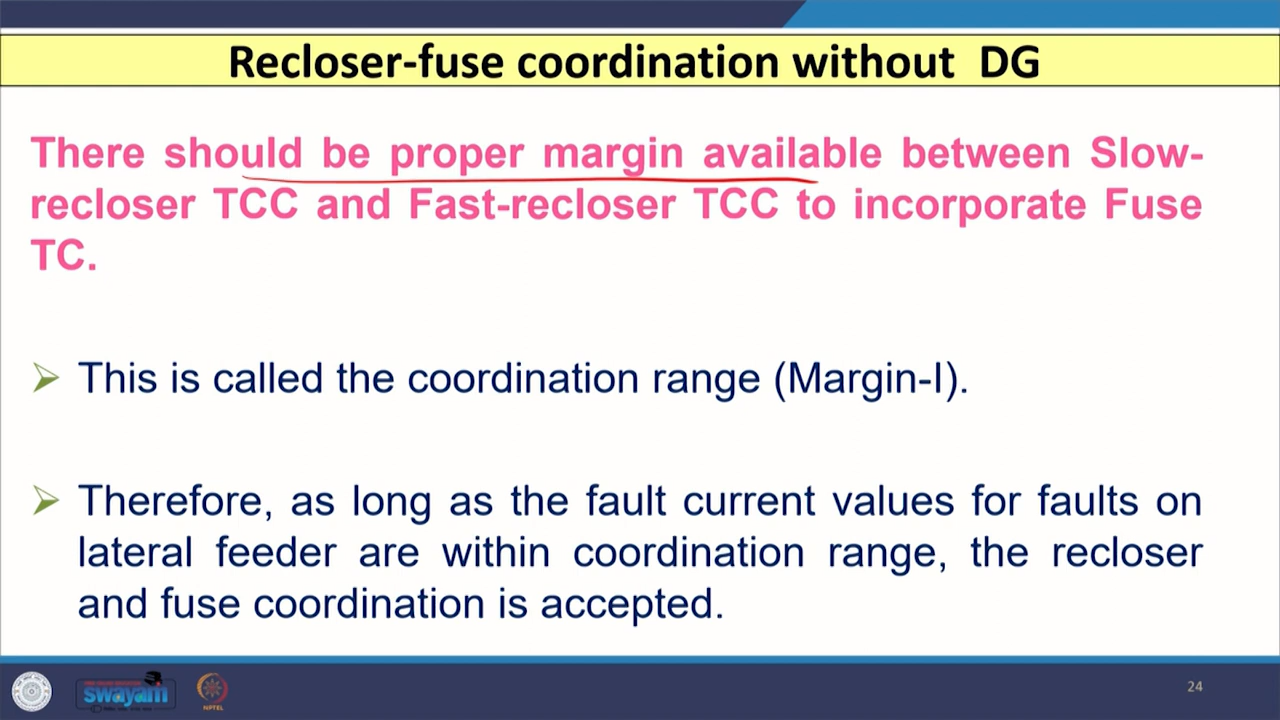 Recloser-fuse coordination without DG
There should be proper margin available between Slow-
recloser TCC and Fast-recloser TCC to incorporate Fuse
TC.
This is called the coordination range (Margin-I).
Therefore, as long as the fault current values for faults on
lateral feeder are within coordination range, the recloser
and fuse coordination is accepted.
swayam
NPTEL
24